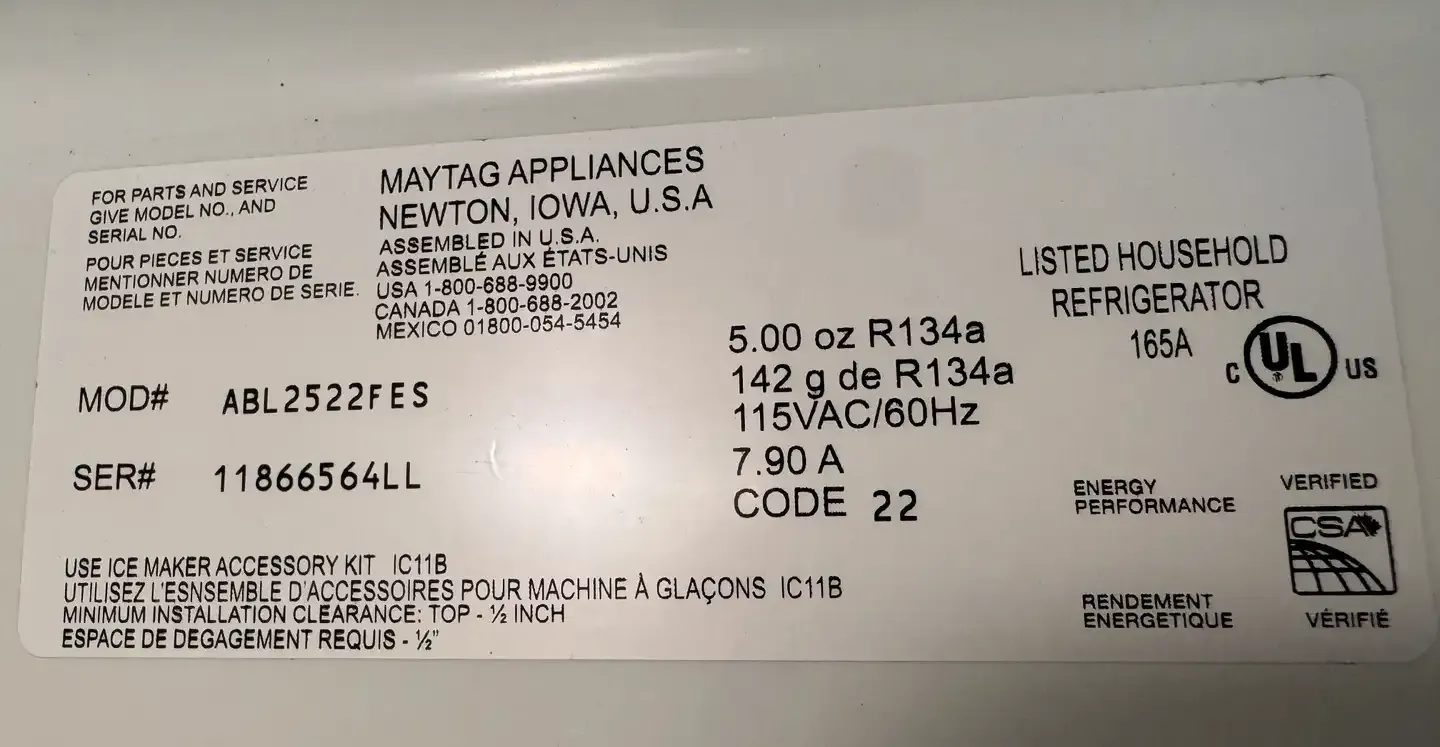 FOR PARTS AND SERVICE
GIVE MODEL NO., AND
SERIAL NO.
POUR PIECES ET SERVICE
MENTIONNER NUMERO DE
MODELE ET NUMERO DE SERIE.
MAYTAG APPLIANCES
NEWTON, IOWA, U.S.A
ASSEMBLED IN U.S.A.
ASSEMBLÉ AUX ÉTATS-UNIS
USA 1-800-688-9900
CANADA 1-800-688-2002
MEXICO 01800-054-5454
MOD# ABL2522FES
SER# 11866564LL
5.00 oz R134a
142 g de R134a
115VAC/60Hz
7.90 A
CODE 22
LISTED HOUSEHOLD
REFRIGERATOR
165A
C UL US
ENERGY
PERFORMANCE
VERIFIED
CSA
RENDEMENT
ENERGETIQUE
VÉRIFIÉ
USE ICE MAKER ACCESSORY KIT IC11B
UTILISEZ L'ESNSEMBLE D'ACCESSOIRES POUR MACHINE À GLAÇONS IC11B
MINIMUM INSTALLATION CLEARANCE: TOP - ½ INCH
ESPACE DE DEGAGEMENT REQUIS - ½"